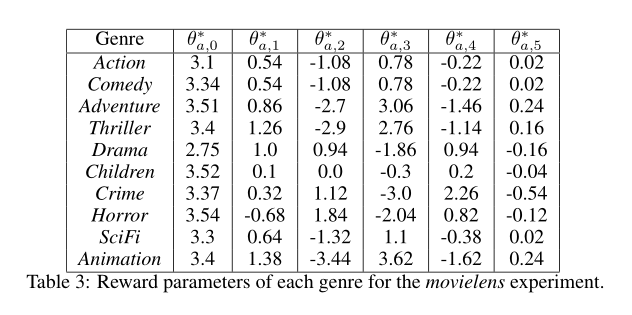 Genre θ*a,0 θ*a,1 θ*a,2 θ*a,3 θ*a,4 θ*a,5
Action 3.1 0.54 -1.08 0.78 -0.22 0.02
Comedy 3.34 0.54 -1.08 0.78 -0.22 0.02
Adventure 3.51 0.86 -2.7 3.06 -1.46 0.24
Thriller 3.4 1.26 -2.9 2.76 -1.14 0.16
Drama 2.75 1.0 0.94 -1.86 0.94 -0.16
Children 3.52 0.1 0.0 -0.3 0.2 -0.04
Crime 3.37 0.32 1.12 -3.0 2.26 -0.54
Horror 3.54 -0.68 1.84 -2.04 0.82 -0.12
SciFi 3.3 0.64 -1.32 1.1 -0.38 0.02
Animation 3.4 1.38 -3.44 3.62 -1.62 0.24
Table 3: Reward parameters of each genre for the movielens experiment.